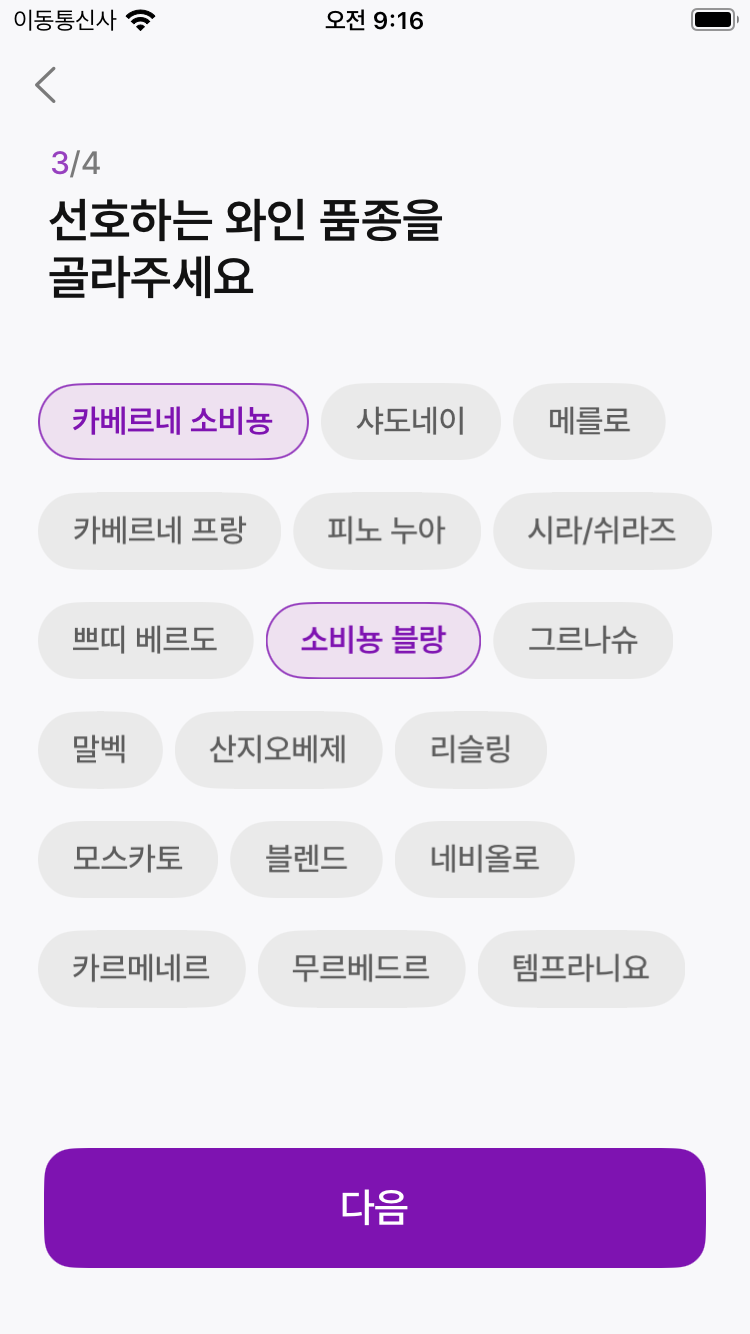 이동통신사 오전 9:16
3/4
선호하는 와인 품종을
골라주세요
카베르네 소비뇽 샤도네이 메를로
카베르네 프랑 피노 누아 시라/쉬라즈
쁘띠 베르도 소비뇽 블랑 그르나슈
말벡 산지오베제 리슬링
모스카토 블렌드 네비올로
카르메네르 무르베드르 템프라니요
다음